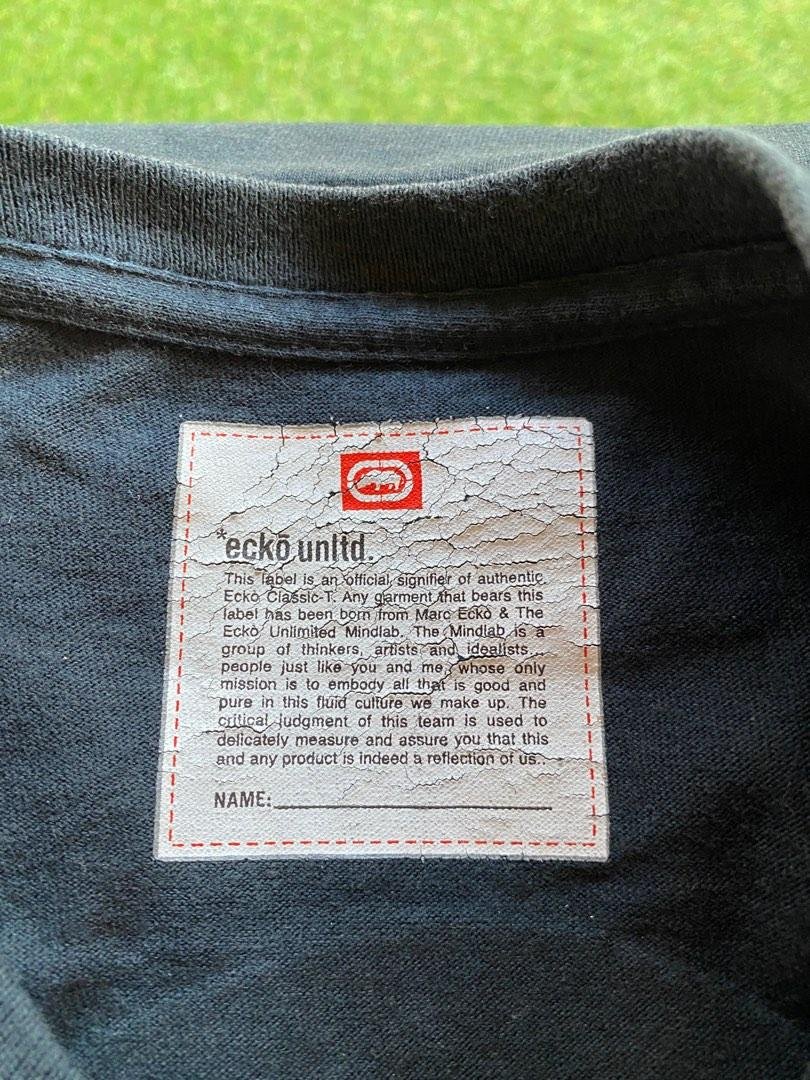 *eckō unltd.
This label is an official signifier of authentic
Ecko Classic-T. Any garment that bears this
label has been born from Marc Eckō & The
Eckō Unlimited Mindlab. The Mindlab is a
group of thinkers, artists and idealists...
people just like you and me, whose only
mission is to embody all that is good and
pure in this fluid culture we make up. The
critical judgment of this team is used to
delicately measure and assure you that this
and any product is indeed a reflection of us..
NAME: